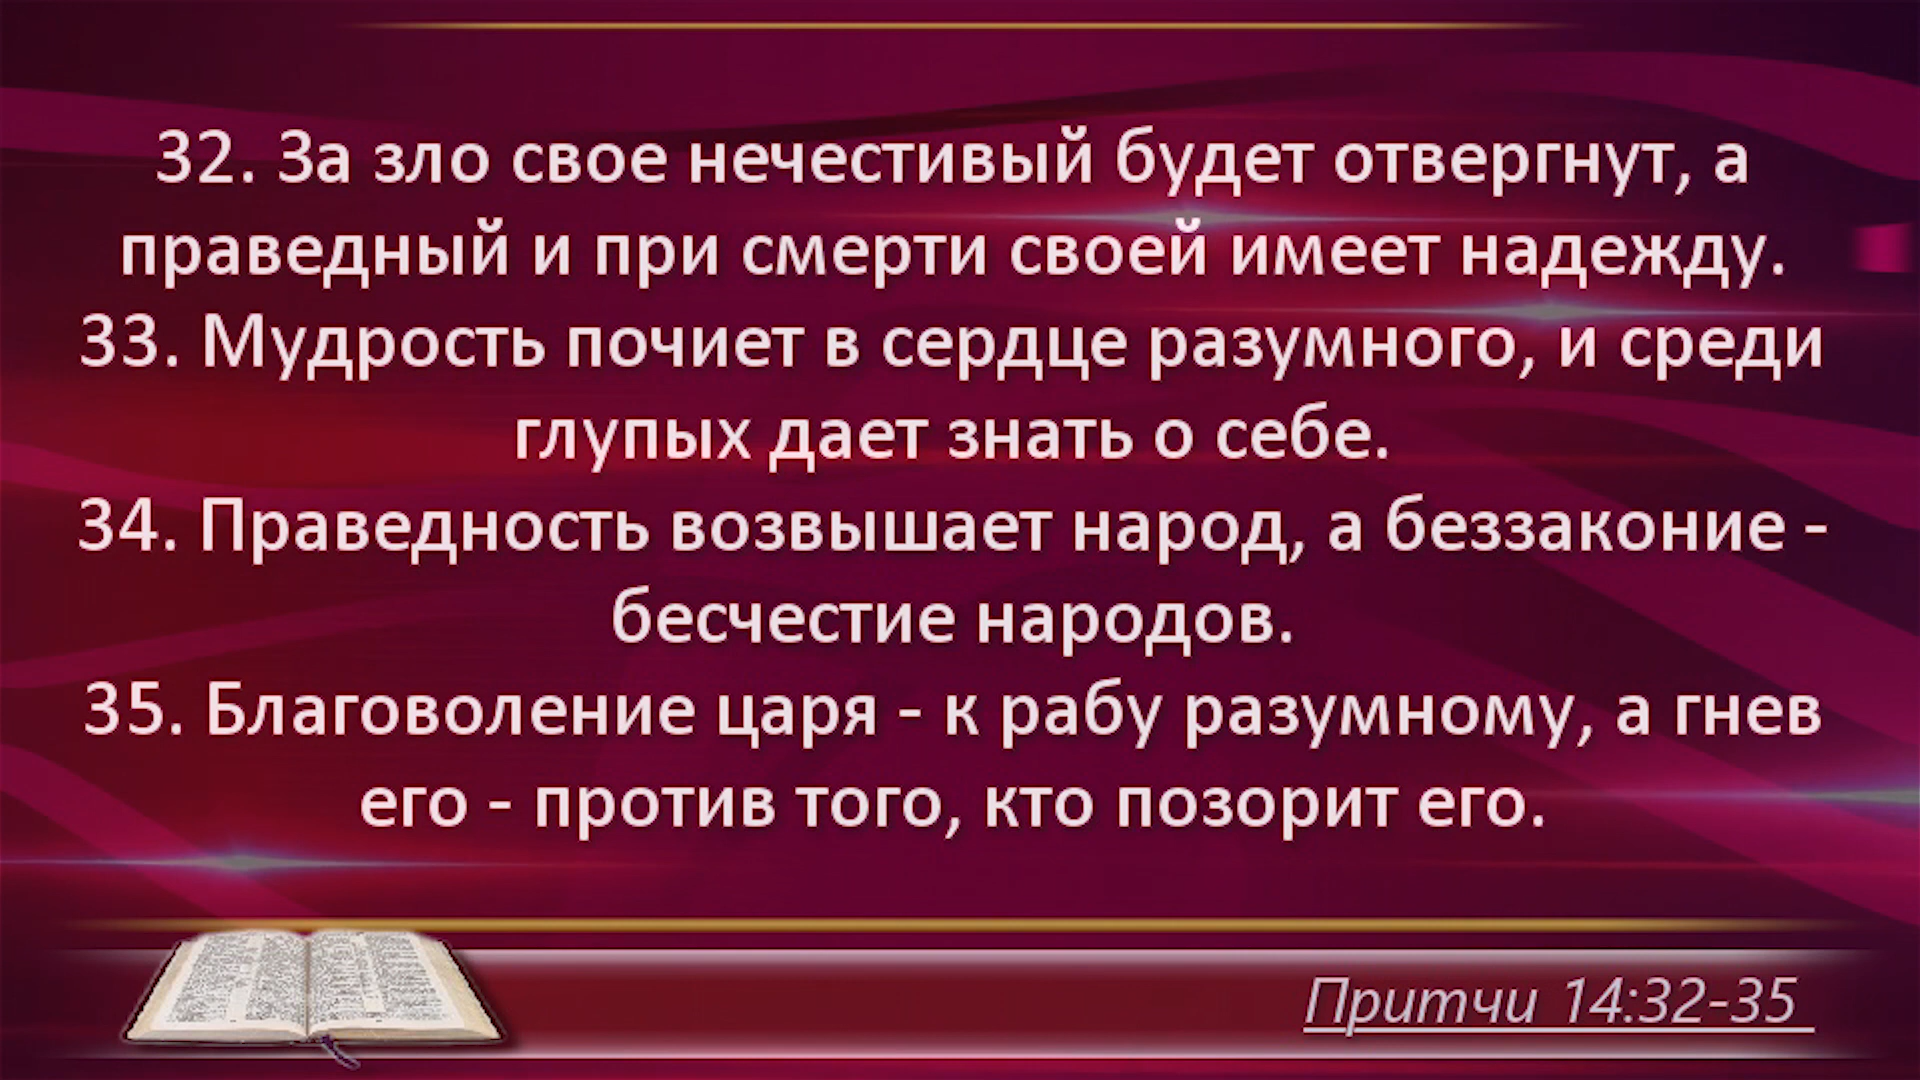 32. За зло свое нечестивый будет отвергнут, а
праведный и при смерти своей имеет надежду.
33. Мудрость почиет в сердце разумного, и среди
глупых дает знать о себе.
34. Праведность возвышает народ, а беззаконие -
бесчестие народов.
35. Благоволение царя - к рабу разумному, а гнев
его - против того, кто позорит его.
Притчи 14:32-35